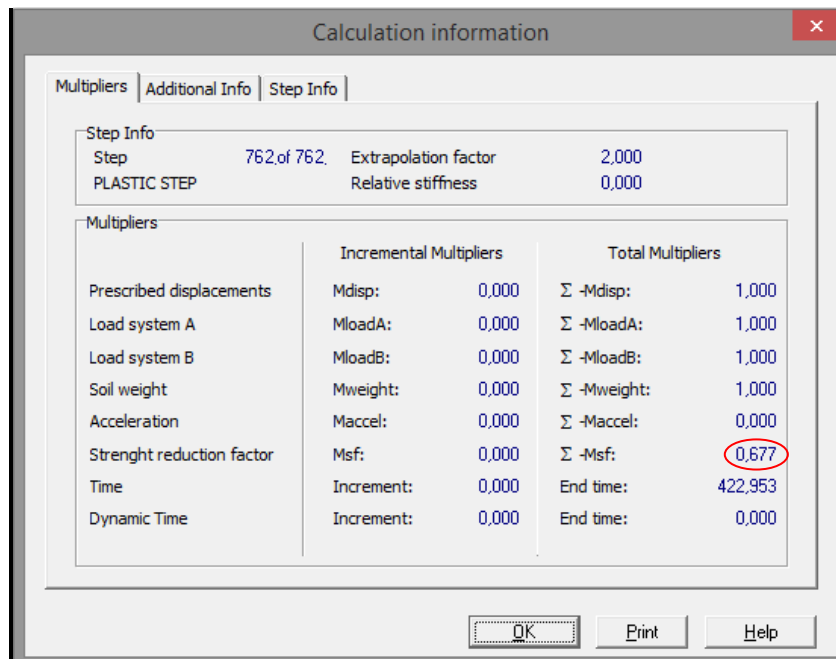 Calculation information
Multipliers Additional Info Step Info
Step Info
Step 762 of 762 Extrapolation factor 2,000
PLASTIC STEP Relative stiffness 0,000
Multipliers
Incremental Multipliers Total Multipliers
Prescribed displacements Mdisp: 0,000 Σ -Mdisp: 1,000
Load system A MloadA: 0,000 Σ -MloadA: 1,000
Load system B MloadB: 0,000 Σ -MloadB: 1,000
Soil weight Mweight: 0,000 Σ -Mweight: 1,000
Acceleration Maccel: 0,000 Σ -Maccel: 0,000
Strenght reduction factor Msf: 0,000 Σ -Msf: 0,677
Time Increment: 0,000 End time: 422,953
Dynamic Time Increment: 0,000 End time: 0,000
OK Print Help